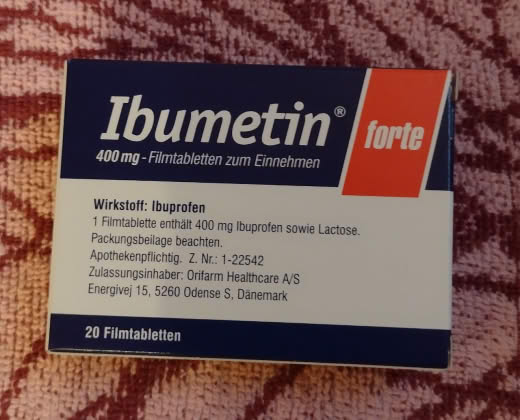 Ibumetin®
forte
400 mg - Filmtabletten zum Einnehmen
Wirkstoff: Ibuprofen
1 Filmtablette enthält 400 mg Ibuprofen sowie Lactose.
Packungsbeilage beachten.
Apothekenpflichtig. Z. Nr.: 1-22542
Zulassungsinhaber: Orifarm Healthcare A/S
Energivej 15, 5260 Odense S, Dänemark
20 Filmtabletten